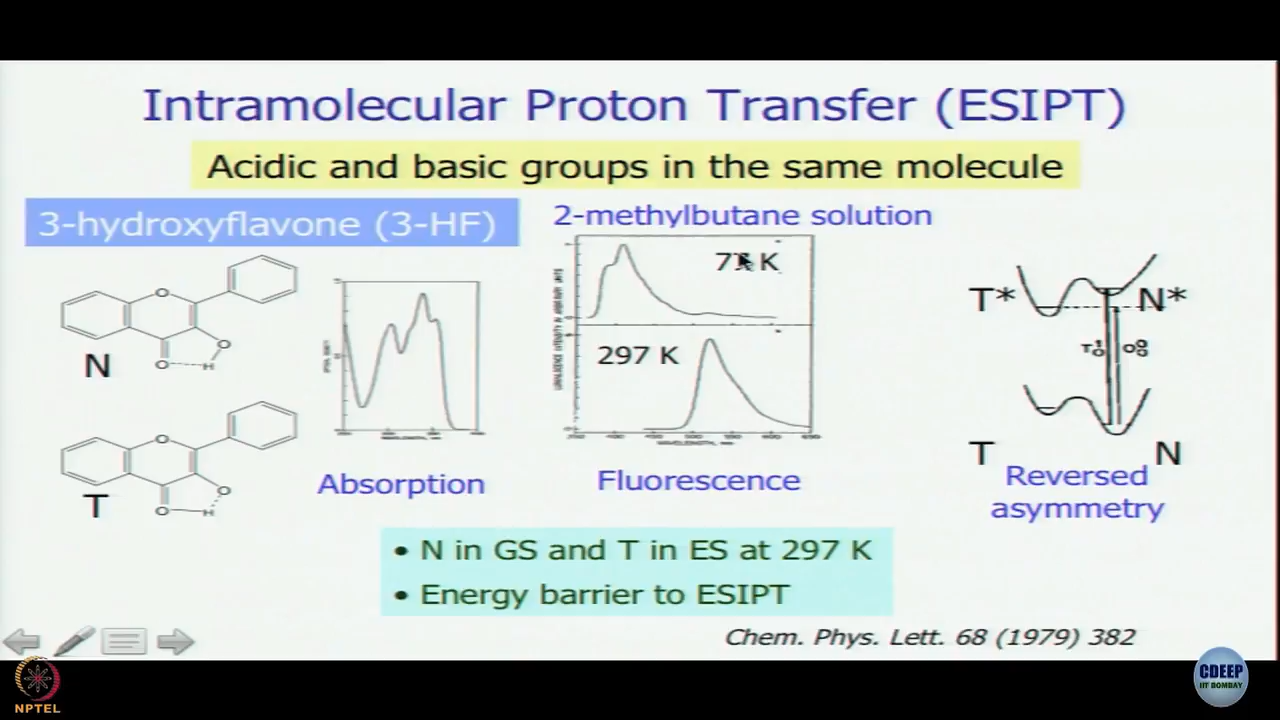 Intramolecular Proton Transfer (ESIPT)
Acidic and basic groups in the same molecule
3-hydroxyflavone (3-HF)
2-methylbutane solution
O
O
O
H
N
O
O
O
H
T
Absorption
K
297 K
400
600
Fluorescence
T*
N*
T
N
Reversed
asymmetry
• N in GS and T in ES at 297 K
• Energy barrier to ESIPT
Chem. Phys. Lett. 68 (1979) 382
NPTEL
CDEEP
IIT BOMBAY